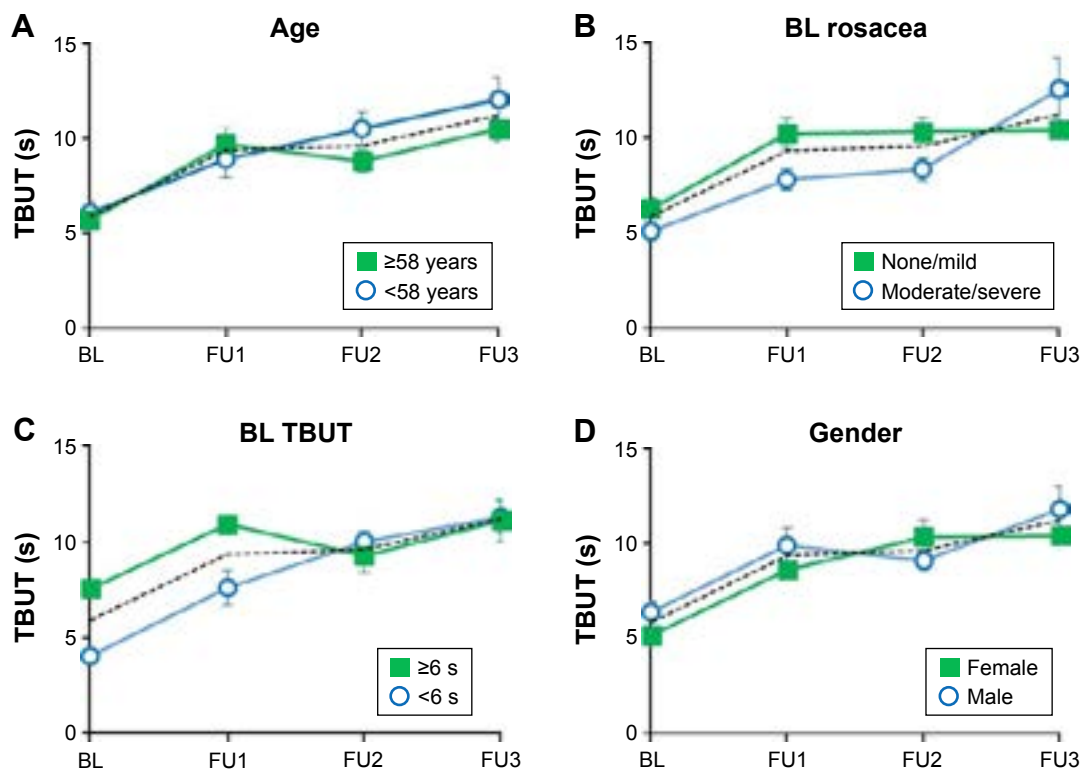 A
Age
TBUT (s)
15
10
5
0
BL
FU1
FU2
FU3
≥58 years
<58 years
B
BL rosacea
TBUT (s)
15
10
5
0
BL
FU1
FU2
FU3
None/mild
Moderate/severe
C
BL TBUT
TBUT (s)
15
10
5
0
BL
FU1
FU2
FU3
≥6 s
<6 s
D
Gender
TBUT (s)
15
10
5
0
BL
FU1
FU2
FU3
Female
Male